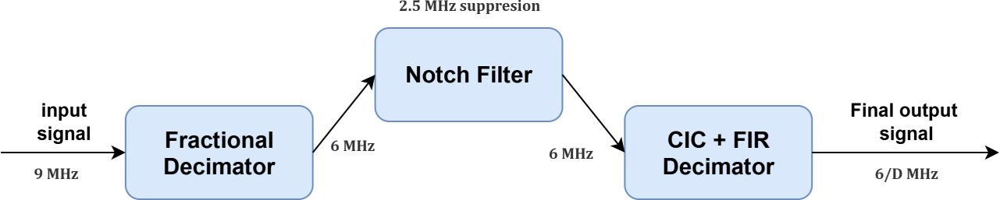 2.5 MHz suppresion
Notch Filter
input
signal
9 MHz
Fractional
Decimator
6 MHz
6 MHz
CIC + FIR
Decimator
Final output
signal
6/D MHz